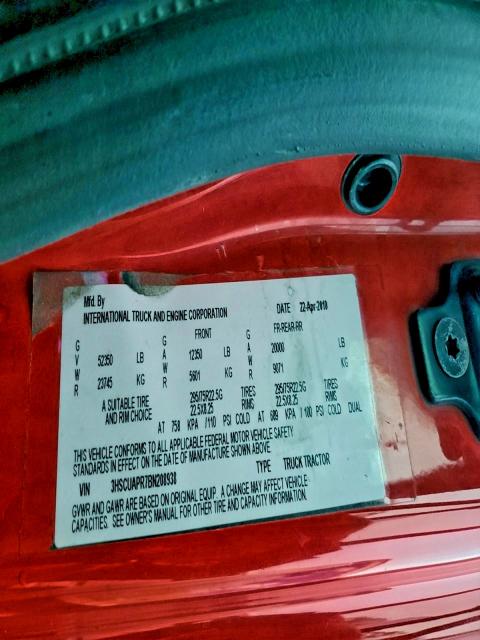 Mfd. By
INTERNATIONAL TRUCK AND ENGINE CORPORATION DATE 22-Apr-2010
G G FRONT G FR-REAR-RR
V 52350 LB A 12350 LB A 20000 LB
W W W
R 23745 KG R 5601 KG R 9071 KG
A SUITABLE TIRE 295/75R22.5G TIRES 295/75R22.5G TIRES
AND RIM CHOICE 22.5X8.25 RIMS 22.5X8.25 RIMS
AT 758 KPA /110 PSI COLD AT 689 KPA / 100 PSI COLD DUAL
THIS VEHICLE CONFORMS TO ALL APPLICABLE FEDERAL MOTOR VEHICLE SAFETY
STANDARDS IN EFFECT ON THE DATE OF MANUFACTURE SHOWN ABOVE
VIN 3HSCUAPR7BN200938 TYPE TRUCK TRACTOR
GVWR AND GAWR ARE BASED ON ORIGINAL EQUIP. A CHANGE MAY AFFECT VEHICLE
CAPACITIES. SEE OWNER'S MANUAL FOR OTHER TIRE AND CAPACITY INFORMATION.